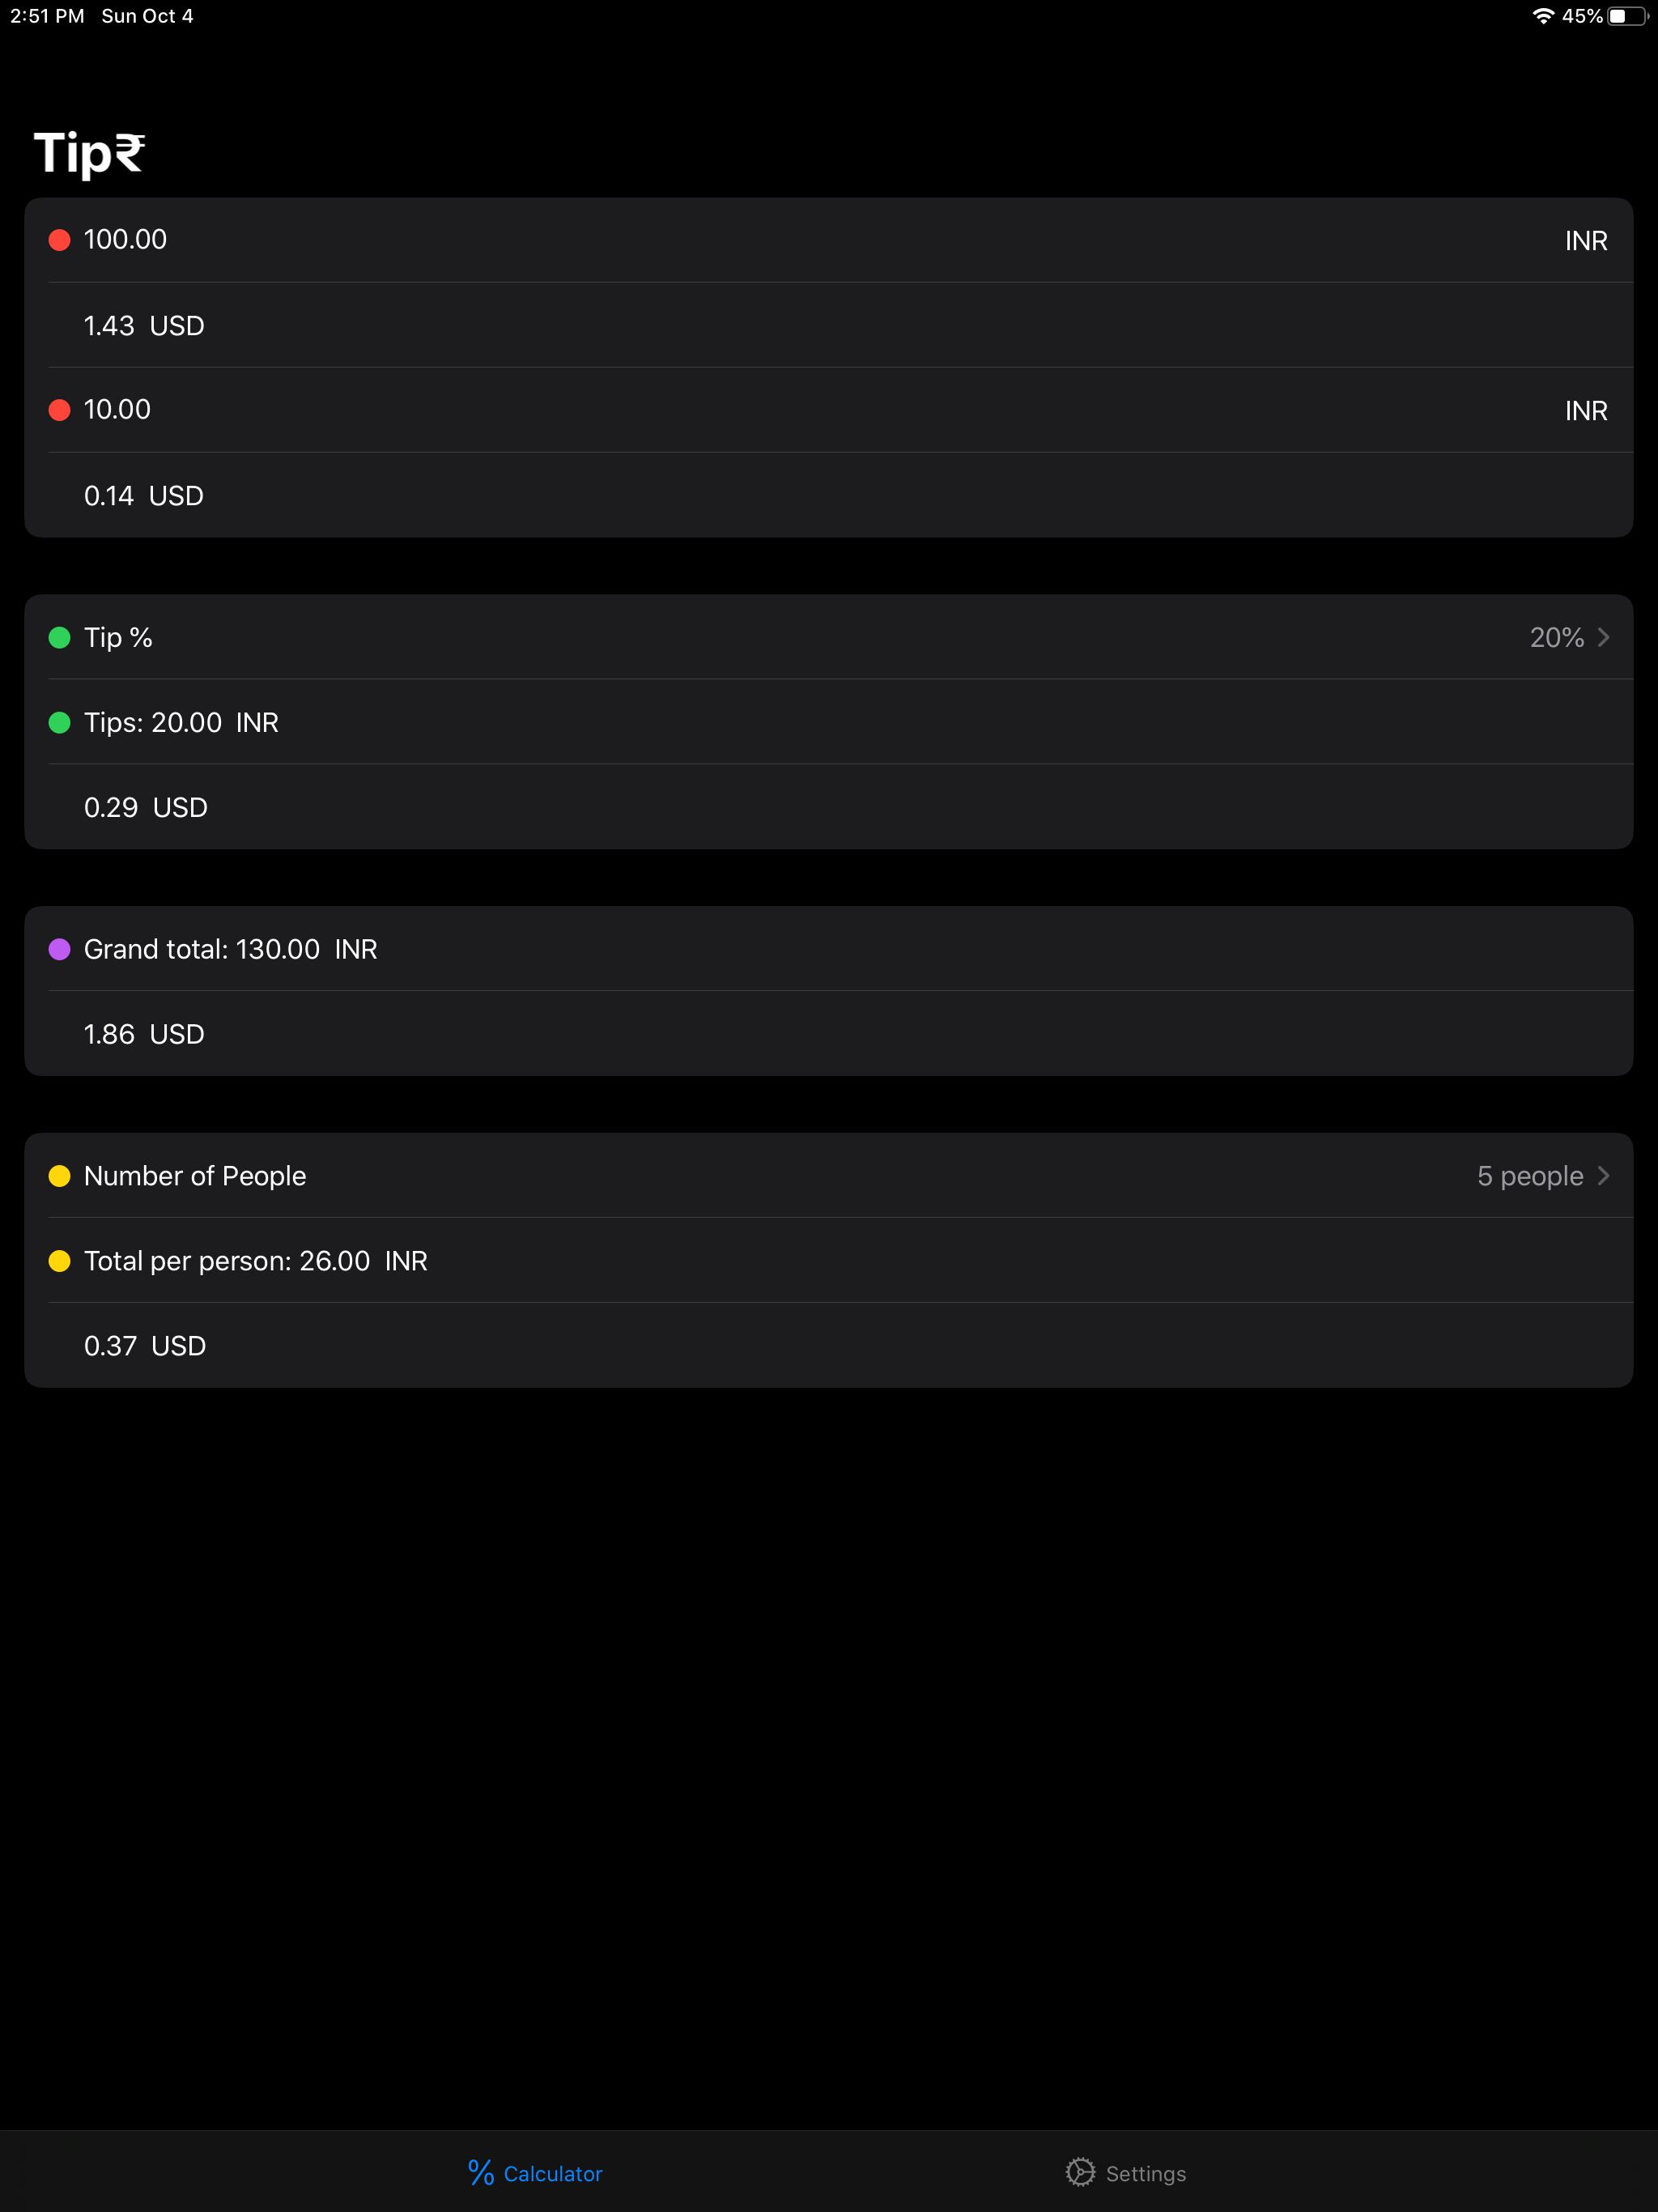 2:51 PM Sun Oct 4 45%
Tip₹
100.00 INR
1.43 USD
10.00 INR
0.14 USD
Tip % 20%
Tips: 20.00 INR
0.29 USD
Grand total: 130.00 INR
1.86 USD
Number of People 5 people
Total per person: 26.00 INR
0.37 USD
% Calculator Settings